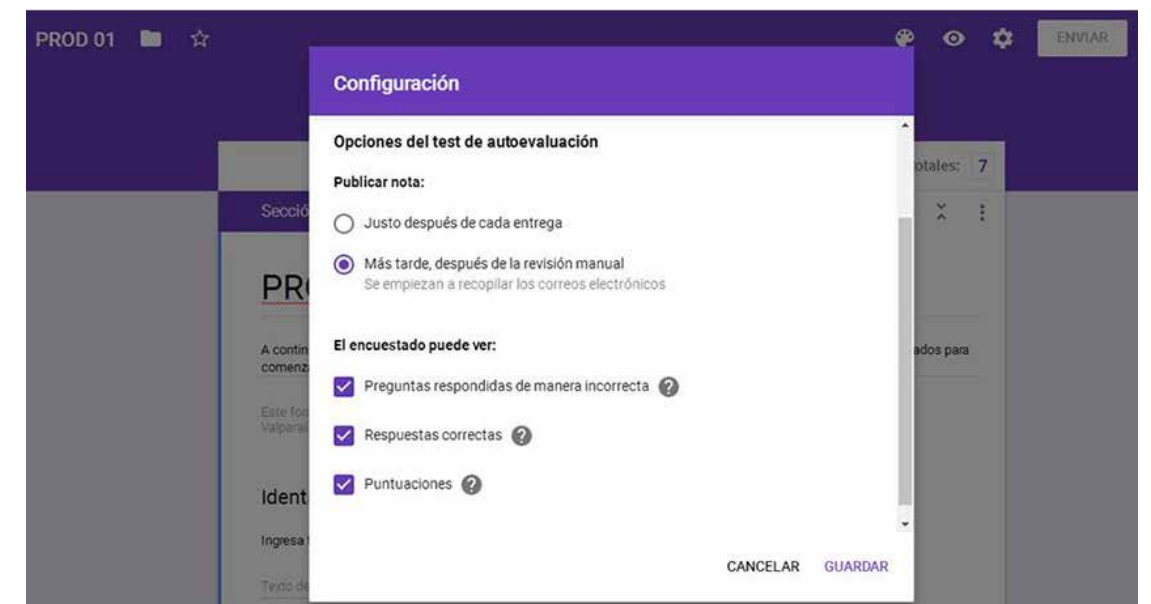 PROD 01
ENVIAR
Configuración
Opciones del test de autoevaluación
otales: 7
Publicar nota:
Secció
Justo después de cada entrega
Más tarde, después de la revisión manual
Se empiezan a recopilar los correos electrónicos
PR
El encuestado puede ver:
A contin
ados para
comenz
Preguntas respondidas de manera incorrecta
Este for
Valparaí
Respuestas correctas
Puntuaciones
Ident
Ingresa
CANCELAR GUARDAR
Texto de